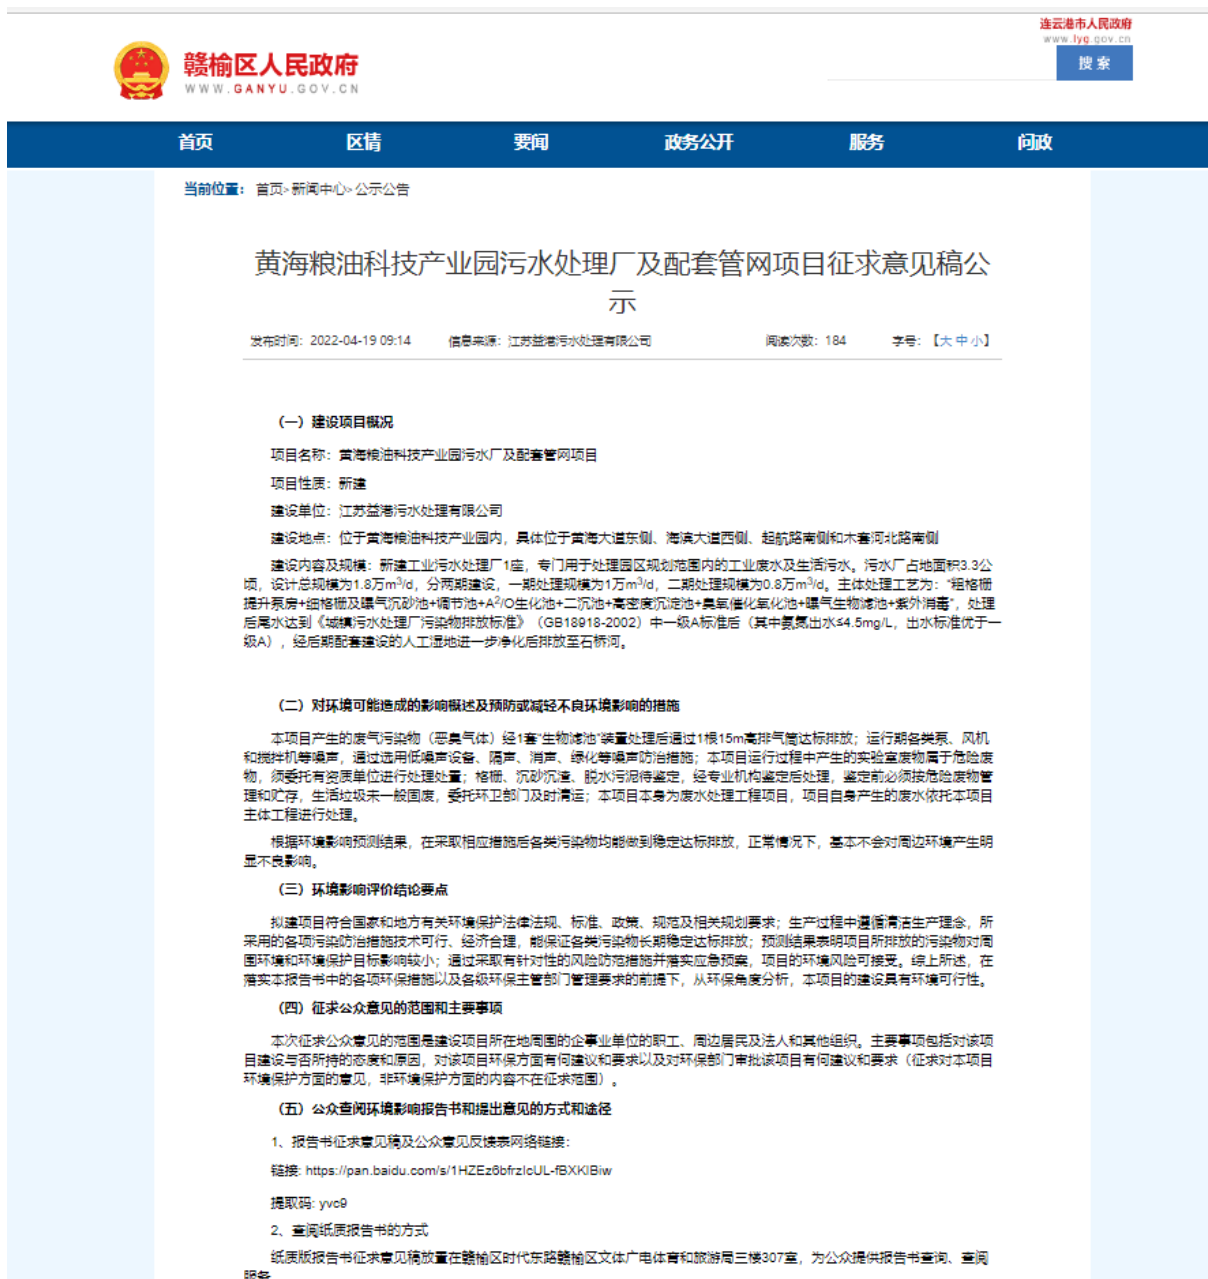 连云港市人民政府
www.lyg.gov.cn
搜 索
赣榆区人民政府
WWW.GANYU.GOV.CN
首页 区情 要闻 政务公开 服务 问政
当前位置： 首页>新闻中心>公示公告
黄海粮油科技产业园污水处理厂及配套管网项目征求意见稿公
示
发布时间：2022-04-19 09:14 信息来源：江苏益港污水处理有限公司 阅读次数：184 字号：【大 中 小】
（一）建设项目概况
项目名称：黄海粮油科技产业园污水厂及配套管网项目
项目性质：新建
建设单位：江苏益港污水处理有限公司
建设地点：位于黄海粮油科技产业园内，具体位于黄海大道东侧、海滨大道西侧、起航路南侧和木套河北路南侧
建设内容及规模：新建工业污水处理厂1座，专门用于处理园区规划范围内的工业废水及生活污水。污水厂占地面积3.3公
顷，设计总规模为1.8万m³/d，分两期建设，一期处理规模为1万m³/d，二期处理规模为0.8万m³/d。主体处理工艺为：“粗格栅
提升泵房+细格栅及曝气沉砂池+调节池+A²/O生化池+二沉池+高密度沉淀池+臭氧催化氧化池+曝气生物滤池+紫外消毒”，处理
后尾水达到《城镇污水处理厂污染物排放标准》（GB18918-2002）中一级A标准后（其中氨氮出水≤4.5mg/L，出水标准优于一
级A），经后期配套建设的人工湿地进一步净化后排放至石桥河。
（二）对环境可能造成的影响概述及预防或减轻不良环境影响的措施
本项目产生的废气污染物（恶臭气体）经1套“生物滤池”装置处理后通过1根15m高排气筒达标排放；运行期各类泵、风机
和搅拌机等噪声，通过选用低噪声设备、隔声、消声、绿化等噪声防治措施；本项目运行过程中产生的实验室废物属于危险废
物，须委托有资质单位进行处理处置；格栅、沉砂沉渣、脱水污泥待鉴定，经专业机构鉴定后处理，鉴定前必须按危险废物管
理和贮存，生活垃圾未一般固废，委托环卫部门及时清运；本项目本身为废水处理工程项目，项目自身产生的废水依托本项目
主体工程进行处理。
根据环境影响预测结果，在采取相应措施后各类污染物均能做到稳定达标排放，正常情况下，基本不会对周边环境产生明
显不良影响。
（三）环境影响评价结论要点
拟建项目符合国家和地方有关环境保护法律法规、标准、政策、规范及相关规划要求；生产过程中遵循清洁生产理念，所
采用的各项污染防治措施技术可行、经济合理，能保证各类污染物长期稳定达标排放；预测结果表明项目所排放的污染物对周
围环境和环境保护目标影响较小；通过采取有针对性的风险防范措施并落实应急预案，项目的环境风险可接受。综上所述，在
落实本报告书中的各项环保措施以及各级环保主管部门管理要求的前提下，从环保角度分析，本项目的建设具有环境可行性。
（四）征求公众意见的范围和主要事项
本次征求公众意见的范围是建设项目所在地周围的企事业单位的职工、周边居民及法人和其他组织。主要事项包括对该项
目建设与否所持的态度和原因，对该项目环保方面有何建议和要求以及对环保部门审批该项目有何建议和要求（征求对本项目
环境保护方面的意见，非环境保护方面的内容不在征求范围）。
（五）公众查阅环境影响报告书和提出意见的方式和途径
1、报告书征求意见稿及公众意见反馈表网络链接：
链接: https://pan.baidu.com/s/1HZEz6bfrzIcUL-fBXKlBiw
提取码: yvc9
2、查阅纸质报告书的方式
纸质版报告书征求意见稿放置在赣榆区时代东路赣榆区文体广电体育和旅游局三楼307室，为公众提供报告书查询、查阅
服务